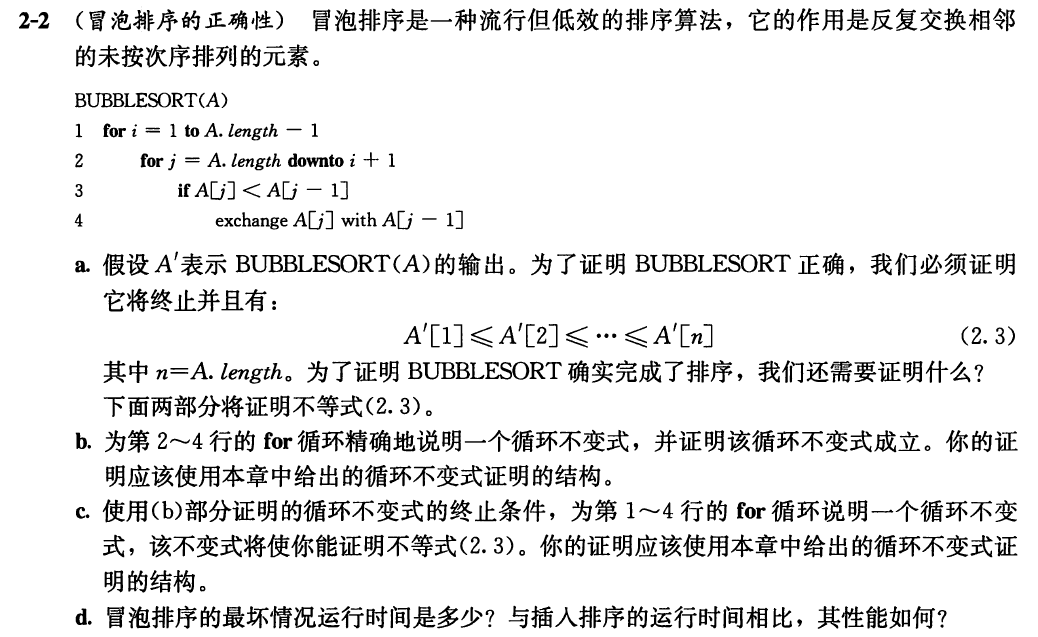 2-2 (冒泡排序的正确性) 冒泡排序是一种流行但低效的排序算法，它的作用是反复交换相邻
的未按次序排列的元素。
BUBBLESORT(A)
1 for i = 1 to A. length − 1
2 for j = A. length downto i + 1
3 if A[j] < A[j − 1]
4 exchange A[j] with A[j − 1]
a. 假设 A′表示 BUBBLESORT(A)的输出。为了证明 BUBBLESORT 正确，我们必须证明
它将终止并且有：
A′[1]≤A′[2]≤…≤A′[n] (2.3)
其中 n=A. length。为了证明 BUBBLESORT 确实完成了排序，我们还需要证明什么？
下面两部分将证明不等式(2.3)。
b. 为第 2～4 行的 for 循环精确地说明一个循环不变式，并证明该循环不变式成立。你的证
明应该使用本章中给出的循环不变式证明的结构。
c. 使用(b)部分证明的循环不变式的终止条件，为第 1～4 行的 for 循环说明一个循环不变
式，该不变式将使你能证明不等式(2.3)。你的证明应该使用本章中给出的循环不变式证
明的结构。
d. 冒泡排序的最坏情况运行时间是多少？与插入排序的运行时间相比，其性能如何？